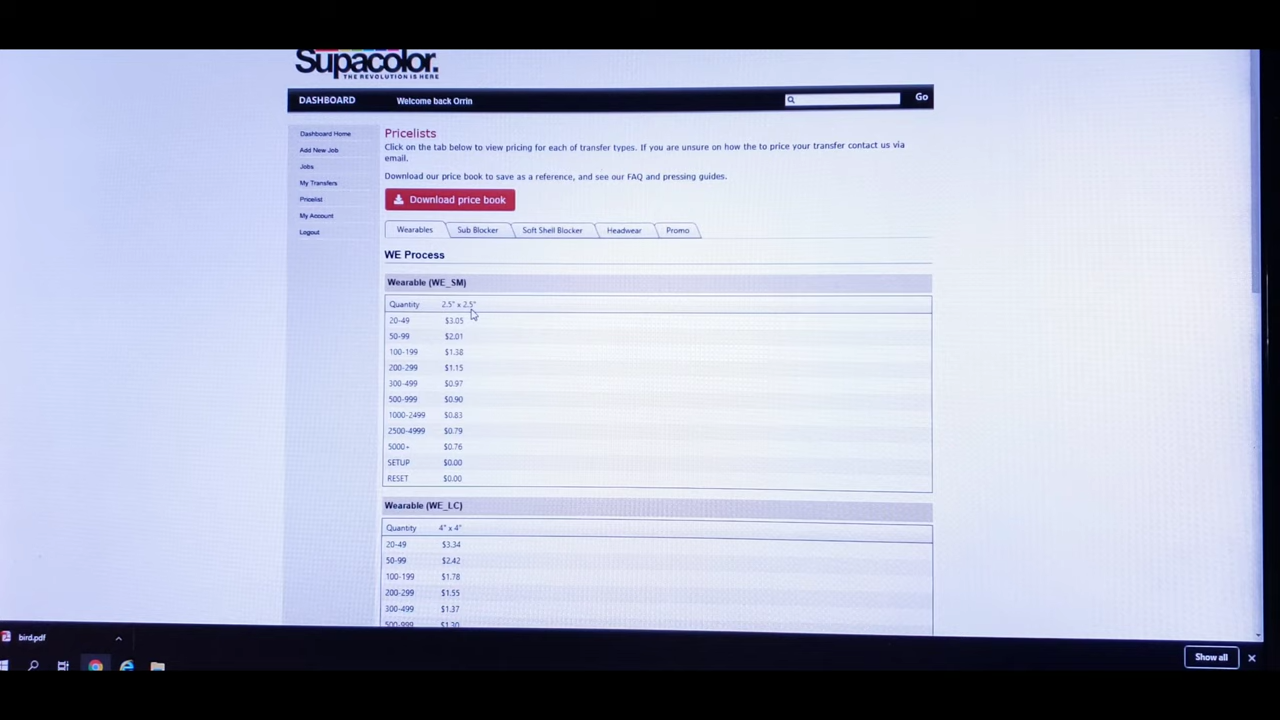 Supacolor.
THE REVOLUTION IS HERE
DASHBOARD Welcome back Orrin Go
Dashboard Home
Add New Job
Jobs
My Transfers
Pricelist
My Account
Logout
Pricelists
Click on the tab below to view pricing for each of transfer types. If you are unsure on how the to price your transfer contact us via
email.
Download our price book to save as a reference, and see our FAQ and pressing guides.
Download price book
Wearables Sub Blocker Soft Shell Blocker Headwear Promo
WE Process
Wearable (WE_SM)
Quantity 2.5" x 2.5"
20-49 $3.05
50-99 $2.01
100-199 $1.38
200-299 $1.15
300-499 $0.97
500-999 $0.90
1000-2499 $0.83
2500-4999 $0.79
5000+ $0.76
SETUP $0.00
RESET $0.00
Wearable (WE_LC)
Quantity 4" x 4"
20-49 $3.34
50-99 $2.42
100-199 $1.78
200-299 $1.55
300-499 $1.37
500-999 $1.30
bird.pdf
Show all